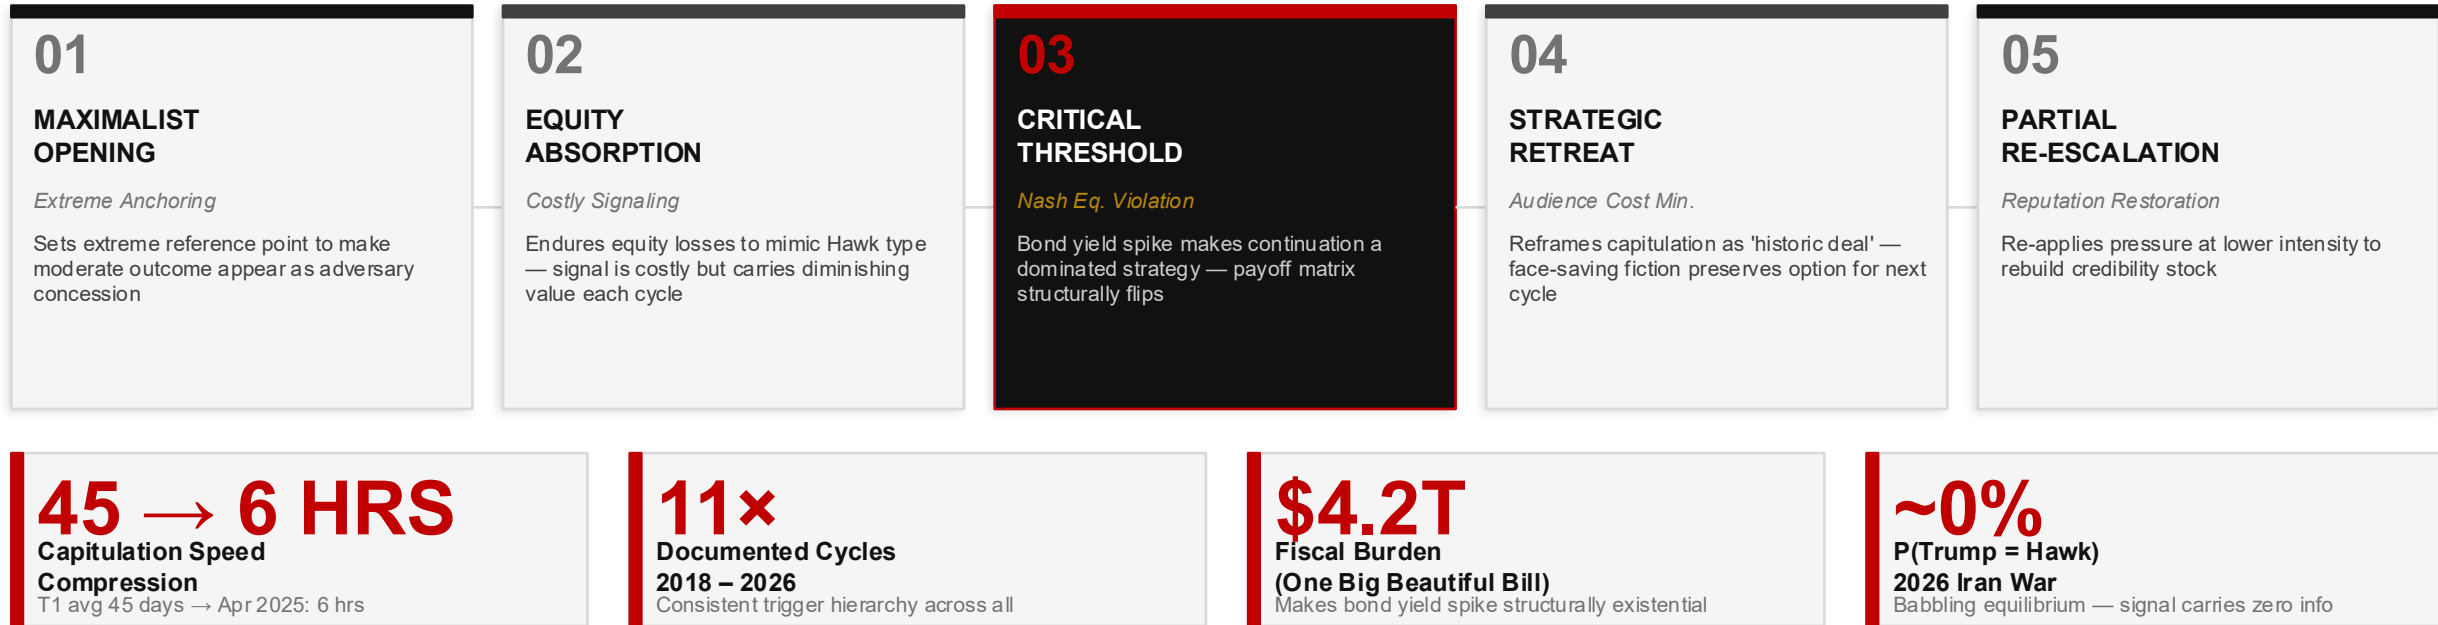 01
MAXIMALIST
OPENING
Extreme Anchoring
Sets extreme reference point to make
moderate outcome appear as adversary
concession
02
EQUITY
ABSORPTION
Costly Signaling
Endures equity losses to mimic Hawk type
— signal is costly but carries diminishing
value each cycle
03
CRITICAL
THRESHOLD
Nash Eq. Violation
Bond yield spike makes continuation a
dominated strategy — payoff matrix
structurally flips
04
STRATEGIC
RETREAT
Audience Cost Min.
Reframes capitulation as 'historic deal' —
face-saving fiction preserves option for next
cycle
05
PARTIAL
RE-ESCALATION
Reputation Restoration
Re-applies pressure at lower intensity to
rebuild credibility stock
45 → 6 HRS
Capitulation Speed
Compression
T1 avg 45 days → Apr 2025: 6 hrs
11×
Documented Cycles
2018 – 2026
Consistent trigger hierarchy across all
$4.2T
Fiscal Burden
(One Big Beautiful Bill)
Makes bond yield spike structurally existential
~0%
P(Trump = Hawk)
2026 Iran War
Babbling equilibrium — signal carries zero info